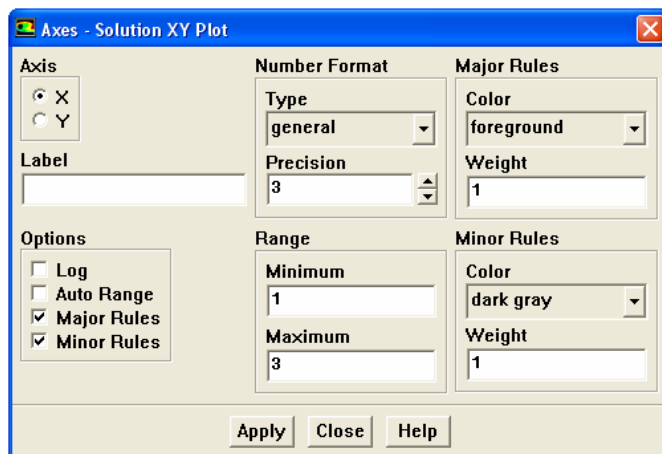 Axes - Solution XY Plot
Axis
X
Y
Label
Options
Log
Auto Range
Major Rules
Minor Rules
Number Format
Type
general
Precision
3
Range
Minimum
1
Maximum
3
Major Rules
Color
foreground
Weight
1
Minor Rules
Color
dark gray
Weight
1
Apply Close Help